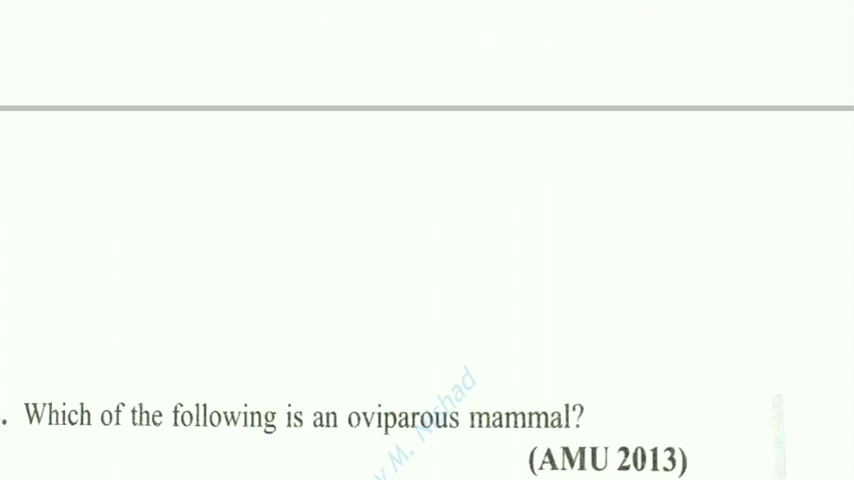 . Which of the following is an oviparous mammal?
(AMU 2013)